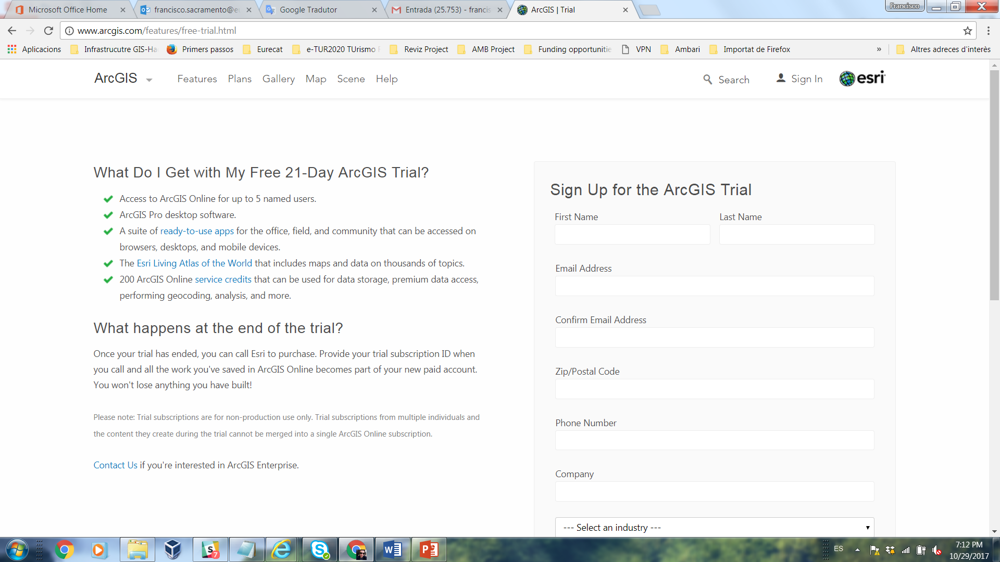 Microsoft Office Home
francisco.sacramento@e
Google Tradutor
Entrada (25.753) - francis
ArcGIS | Trial
Francisco
www.arcgis.com/features/free-trial.html
Aplicacions
Infrastrucutre GIS-Ha
Primers passos
Eurecat
e-TUR2020 TUrismo
Reviz Project
AMB Project
Funding opportunitie
VPN
Ambari
Importat de Firefox
»
Altres adreces d'interès
ArcGIS
Features
Plans
Gallery
Map
Scene
Help
Search
Sign In
esri
What Do I Get with My Free 21-Day ArcGIS Trial?
Access to ArcGIS Online for up to 5 named users.
ArcGIS Pro desktop software.
A suite of ready-to-use apps for the office, field, and community that can be accessed on
browsers, desktops, and mobile devices.
The Esri Living Atlas of the World that includes maps and data on thousands of topics.
200 ArcGIS Online service credits that can be used for data storage, premium data access,
performing geocoding, analysis, and more.
What happens at the end of the trial?
Once your trial has ended, you can call Esri to purchase. Provide your trial subscription ID when
you call and all the work you've saved in ArcGIS Online becomes part of your new paid account.
You won't lose anything you have built!
Please note: Trial subscriptions are for non-production use only. Trial subscriptions from multiple individuals and
the content they create during the trial cannot be merged into a single ArcGIS Online subscription.
Contact Us if you're interested in ArcGIS Enterprise.
Sign Up for the ArcGIS Trial
First Name
Last Name
Email Address
Confirm Email Address
Zip/Postal Code
Phone Number
Company
--- Select an industry ---
ES
7:12 PM
10/29/2017